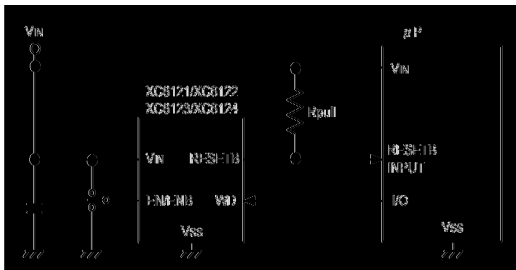 VIN
μP
VIN
XC6121/XC6122
XC6123/XC6124
Rpull
VIN RESETB
RESETB
INPUT
EN/ENB WD
I/O
VSS
VSS